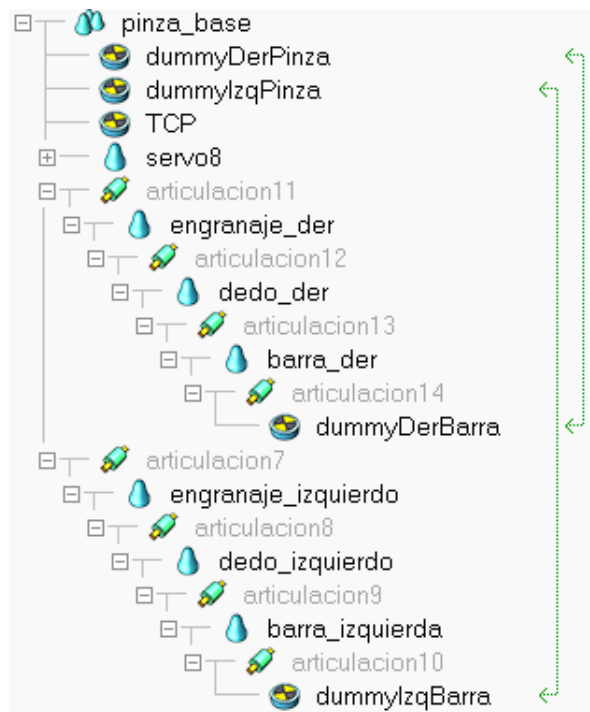 pinza_base
dummyDerPinza
dummyIzqPinza
TCP
servo8
articulacion11
engranaje_der
articulacion12
dedo_der
articulacion13
barra_der
articulacion14
dummyDerBarra
articulacion7
engranaje_izquierdo
articulacion8
dedo_izquierdo
articulacion9
barra_izquierda
articulacion10
dummyIzqBarra